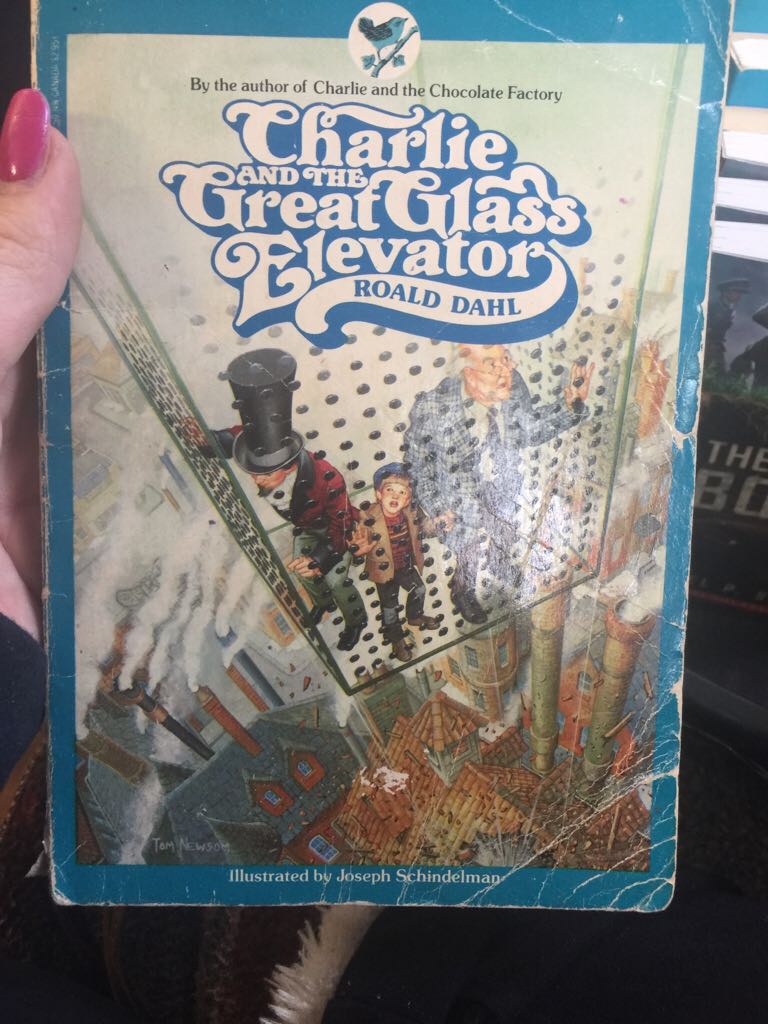 By the author of Charlie and the Chocolate Factory
Charlie
AND THE
Great Glass
Elevator
ROALD DAHL
TOM NEWSOM
Illustrated by Joseph Schindelman
THE
BO